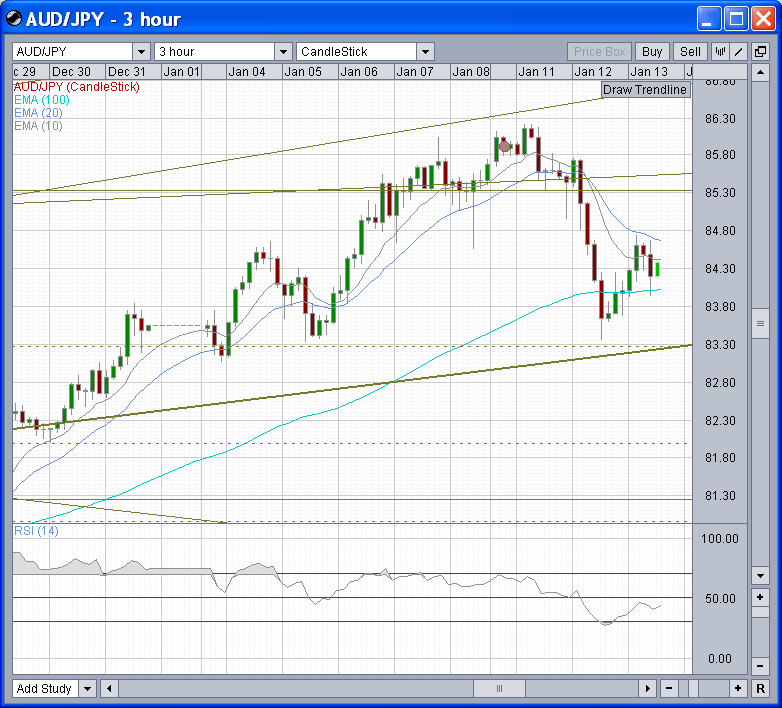 AUD/JPY - 3 hour
AUD/JPY
3 hour
CandleStick
Price Box
Buy
Sell
c 29
Dec 30
Dec 31
Jan 01
Jan 04
Jan 05
Jan 06
Jan 07
Jan 08
Jan 11
Jan 12
Jan 13
J
AUD/JPY (CandleStick)
EMA (100)
EMA (20)
EMA (10)
Draw Trendline
86.80
86.30
85.80
85.30
84.80
84.30
83.80
83.30
82.80
82.30
81.80
81.30
RSI (14)
100.00
50.00
0.00
Add Study
R